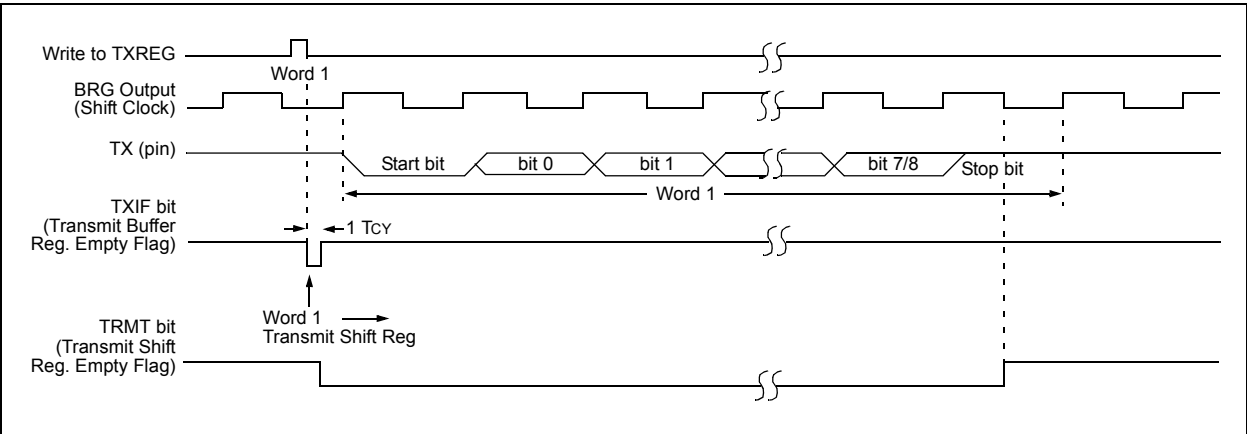 Write to TXREG
Word 1
BRG Output
(Shift Clock)
TX (pin)
Start bit
bit 0
bit 1
bit 7/8
Stop bit
Word 1
TXIF bit
(Transmit Buffer
Reg. Empty Flag)
1 TCY
Word 1
Transmit Shift Reg
TRMT bit
(Transmit Shift
Reg. Empty Flag)